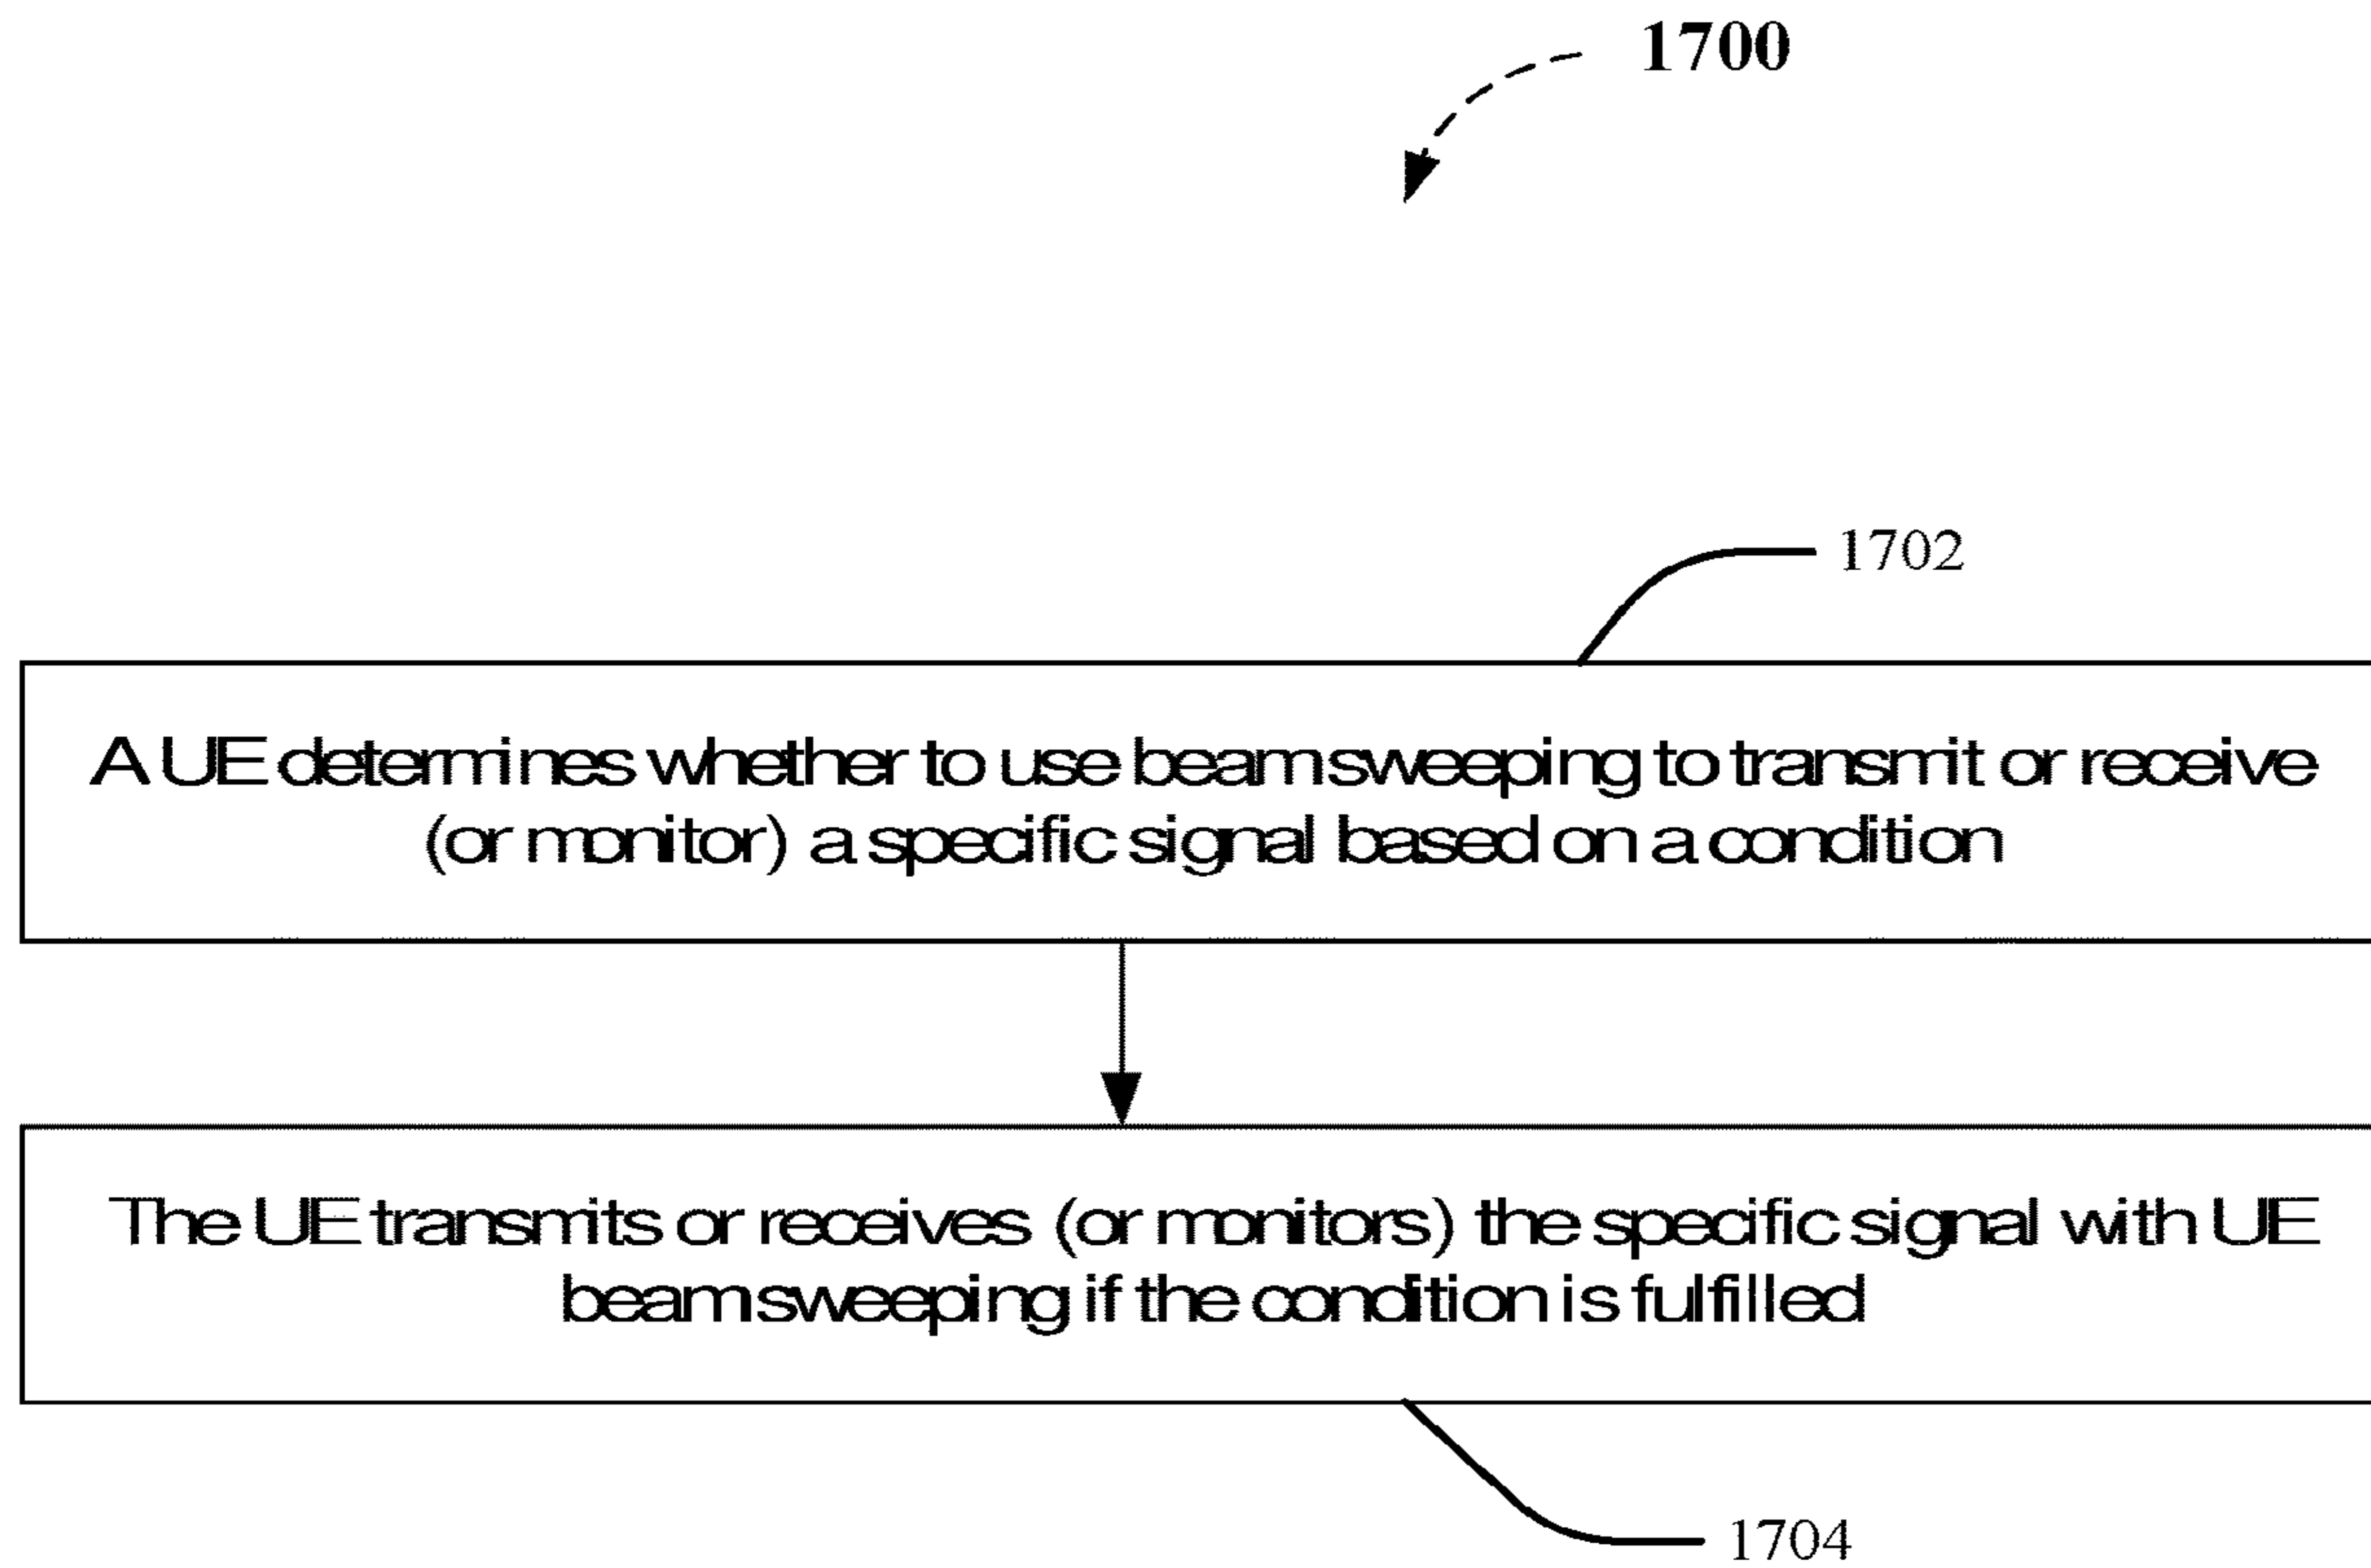 1700
1702
A UE determines whether to use beam sweeping to transmit or receive
(or monitor) a specific signal based on a condition
The UE transmits or receives (or monitors) the specific signal with UE
beam sweeping if the condition is fulfilled
1704